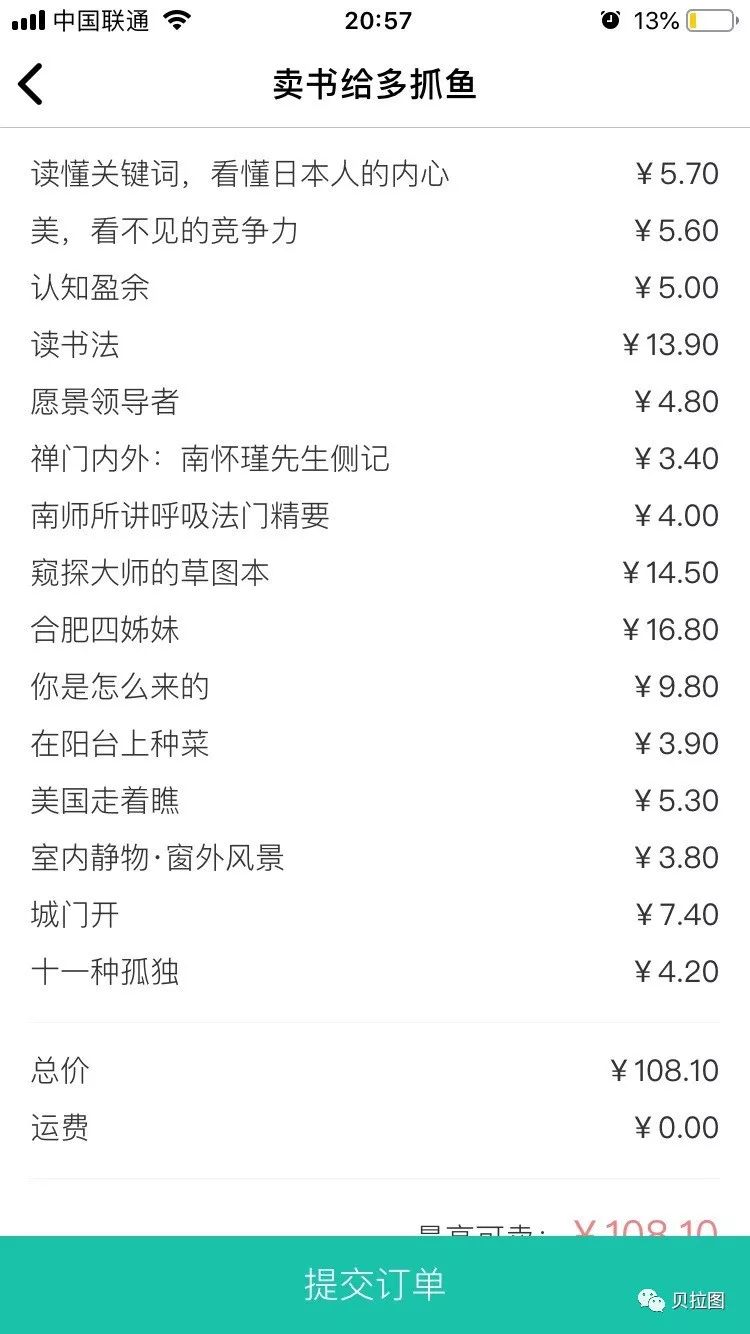 中国联通 20:57 13%
卖书给多抓鱼
读懂关键词，看懂日本人的内心 ¥5.70
美，看不见的竞争力 ¥5.60
认知盈余 ¥5.00
读书法 ¥13.90
愿景领导者 ¥4.80
禅门内外：南怀瑾先生侧记 ¥3.40
南师所讲呼吸法门精要 ¥4.00
窥探大师的草图本 ¥14.50
合肥四姊妹 ¥16.80
你是怎么来的 ¥9.80
在阳台上种菜 ¥3.90
美国走着瞧 ¥5.30
室内静物·窗外风景 ¥3.80
城门开 ¥7.40
十一种孤独 ¥4.20
总价 ¥108.10
运费 ¥0.00
最高可卖： ¥108.10
提交订单
贝拉图